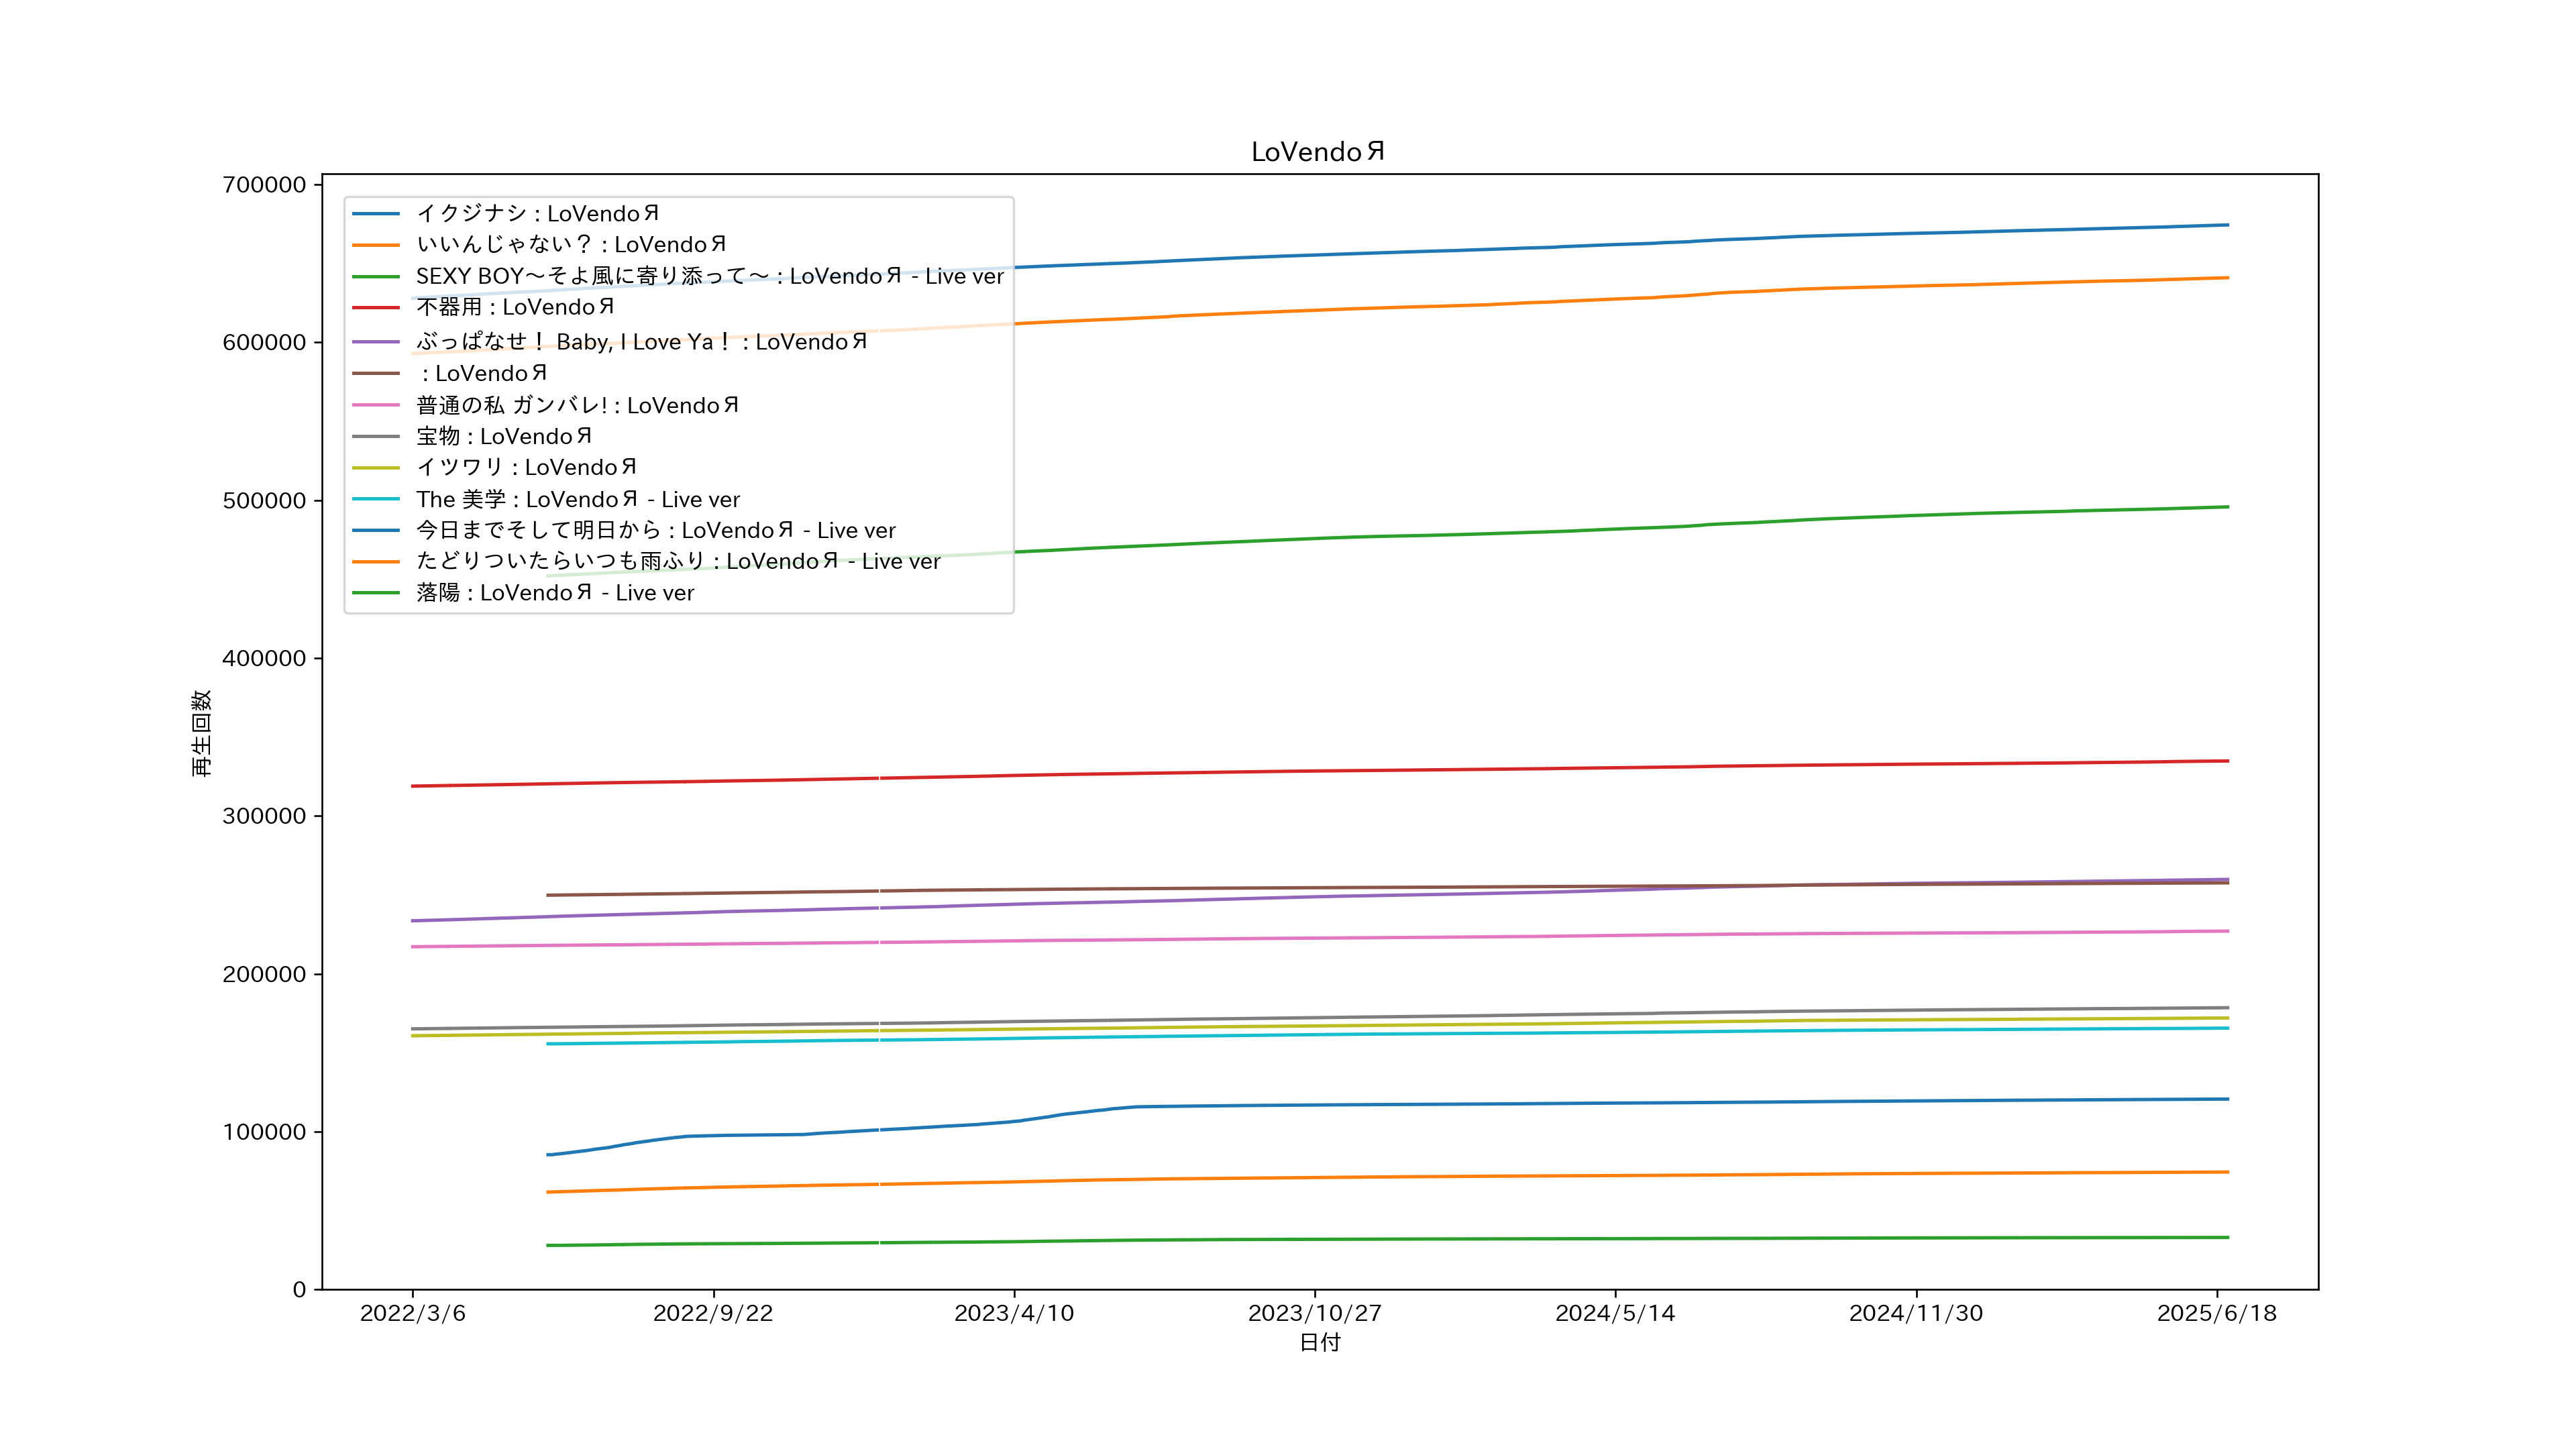 LoVendoЯ
700000
600000
500000
400000
300000
200000
100000
0
再生回数
イクジナシ : LoVendoЯ
いいんじゃない？ : LoVendoЯ
SEXY BOY～そよ風に寄り添って～ : LoVendoЯ - Live ver
不器用 : LoVendoЯ
ぶっぱなせ！ Baby, I Love Ya！ : LoVendoЯ
: LoVendoЯ
普通の私 ガンバレ! : LoVendoЯ
宝物 : LoVendoЯ
イツワリ : LoVendoЯ
The 美学 : LoVendoЯ - Live ver
今日までそして明日から : LoVendoЯ - Live ver
たどりついたらいつも雨ふり : LoVendoЯ - Live ver
落陽 : LoVendoЯ - Live ver
2022/3/6 2022/9/22 2023/4/10 2023/10/27 2024/5/14 2024/11/30 2025/6/18
日付